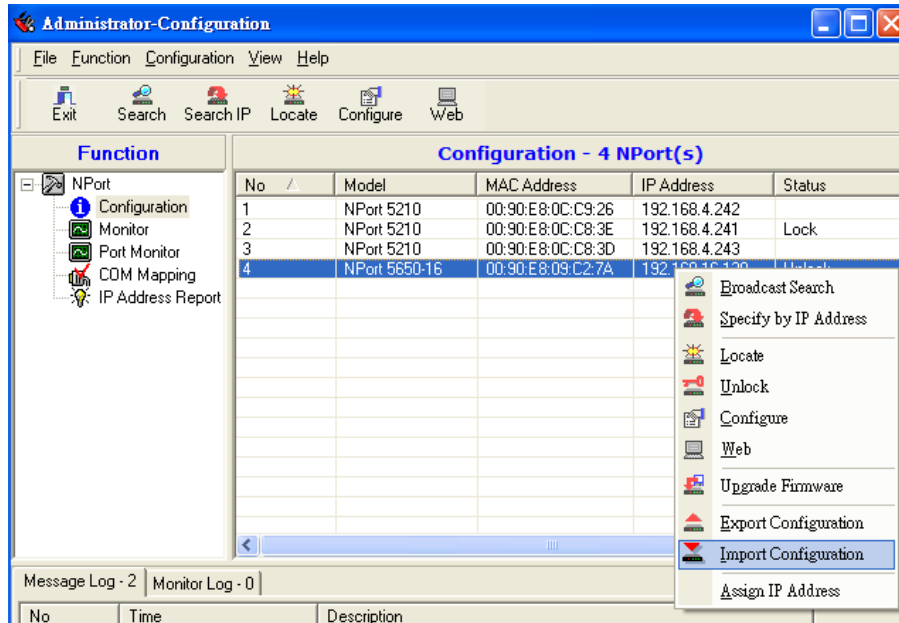 Administrator-Configuration
File Function Configuration View Help
Exit Search Search IP Locate Configure Web
Function
NPort
Configuration
Monitor
Port Monitor
COM Mapping
IP Address Report
Configuration - 4 NPort(s)
No Model MAC Address IP Address Status
1 NPort 5210 00:90:E8:0C:C9:26 192.168.4.242
2 NPort 5210 00:90:E8:0C:C8:3E 192.168.4.241 Lock
3 NPort 5210 00:90:E8:0C:C8:3D 192.168.4.243
4 NPort 5650-16 00:90:E8:09:C2:7A
Broadcast Search
Specify by IP Address
Locate
Unlock
Configure
Web
Upgrade Firmware
Export Configuration
Import Configuration
Assign IP Address
Message Log - 2 Monitor Log - 0
No Time Description